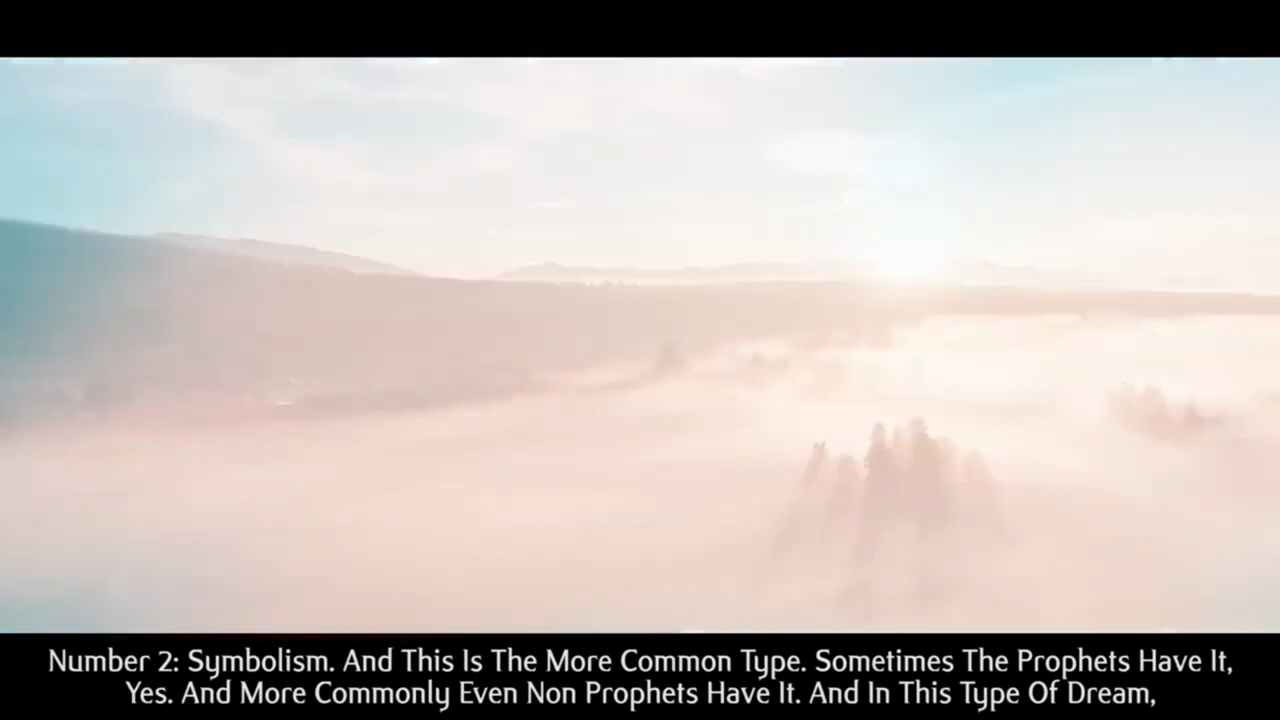 Number 2: Symbolism. And This Is The More Common Type. Sometimes The Prophets Have It,
Yes. And More Commonly Even Non Prophets Have It. And In This Type Of Dream,